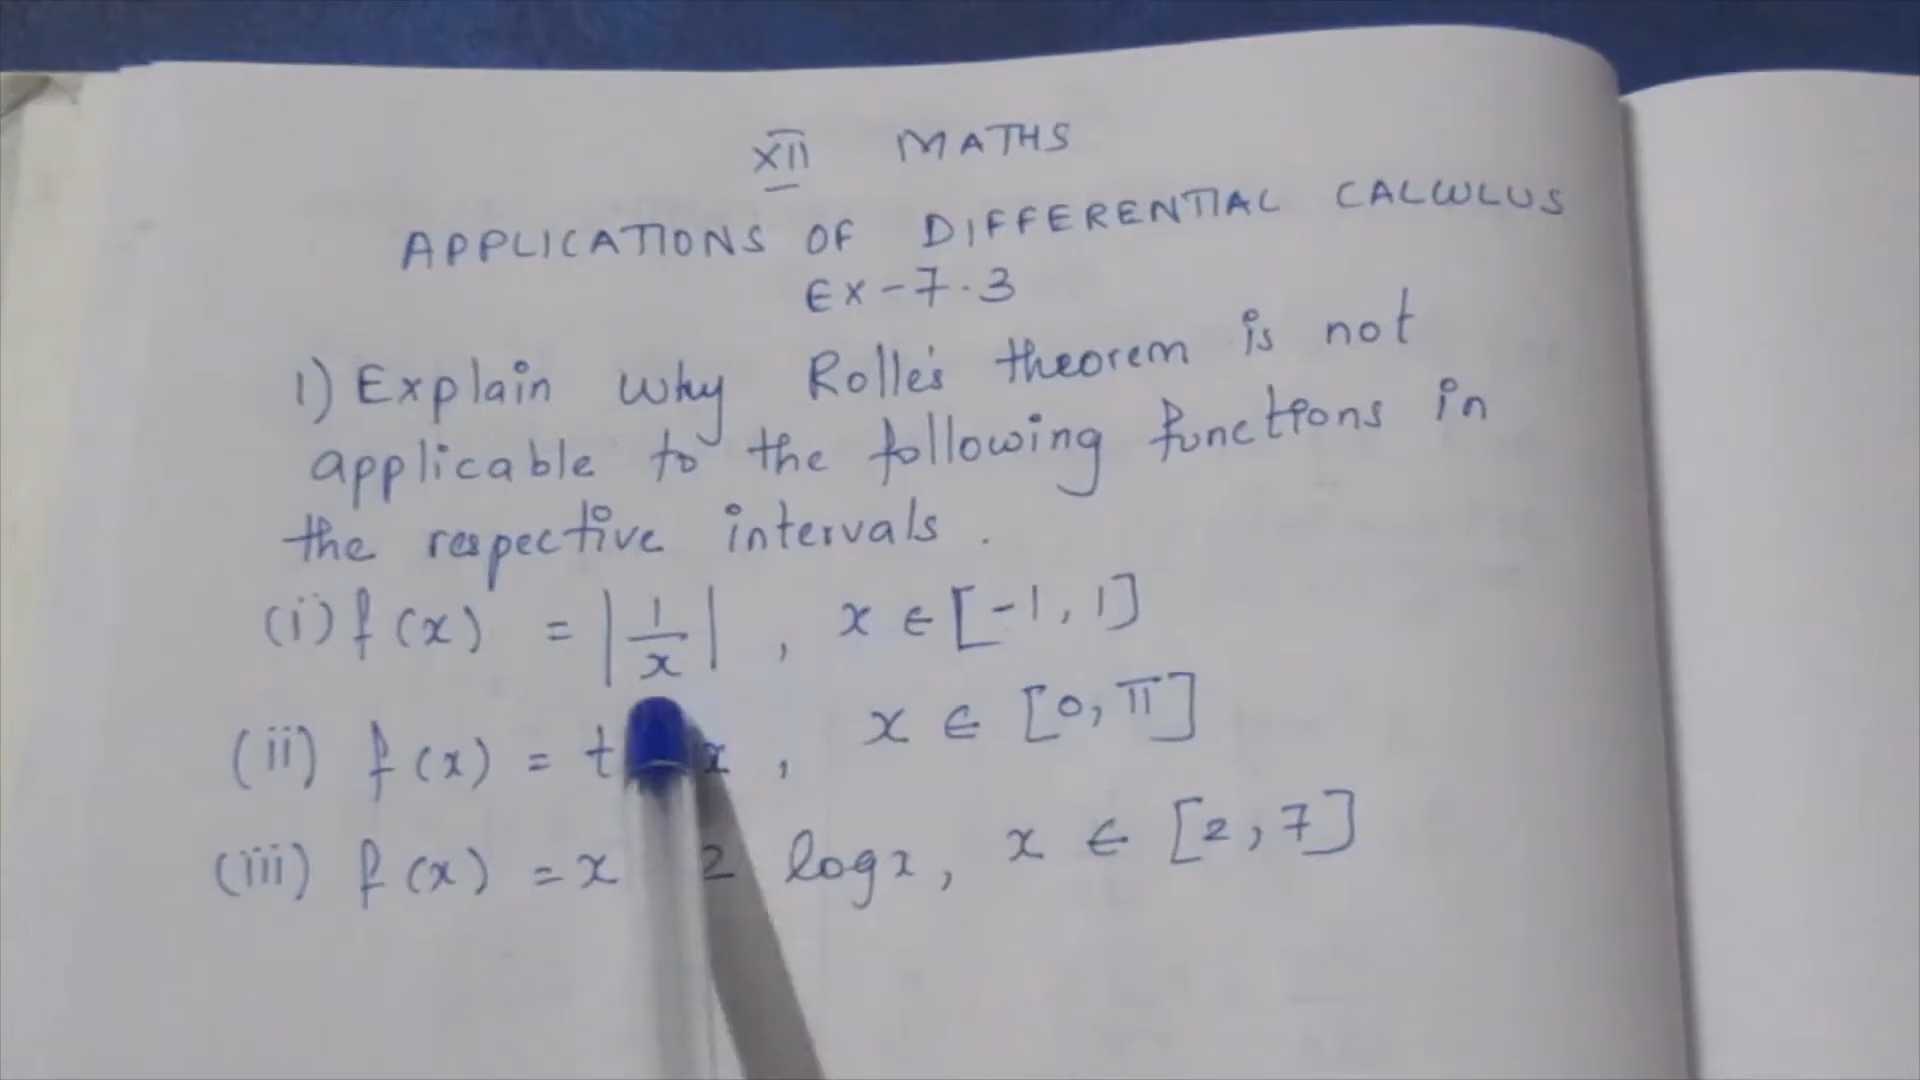 XII MATHS
APPLICATIONS OF DIFFERENTIAL CALCULUS
EX-7.3
1) Explain why Rolle's theorem is not
applicable to the following functions in
the respective intervals.
(i) f(x) = |1/x|, x ∈ [-1, 1]
(ii) f(x) = t x, x ∈ [0, π]
(iii) f(x) = x 2 log x, x ∈ [2, 7]